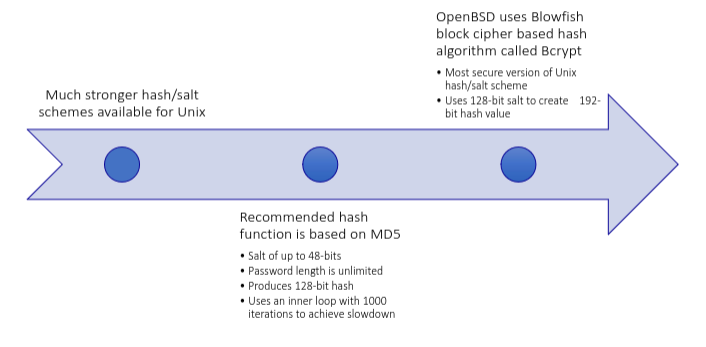 Much stronger hash/salt
schemes available for Unix
Recommended hash
function is based on MD5
• Salt of up to 48-bits
• Password length is unlimited
• Produces 128-bit hash
• Uses an inner loop with 1000
iterations to achieve slowdown
OpenBSD uses Blowfish
block cipher based hash
algorithm called Bcrypt
• Most secure version of Unix
hash/salt scheme
• Uses 128-bit salt to create 192-
bit hash value